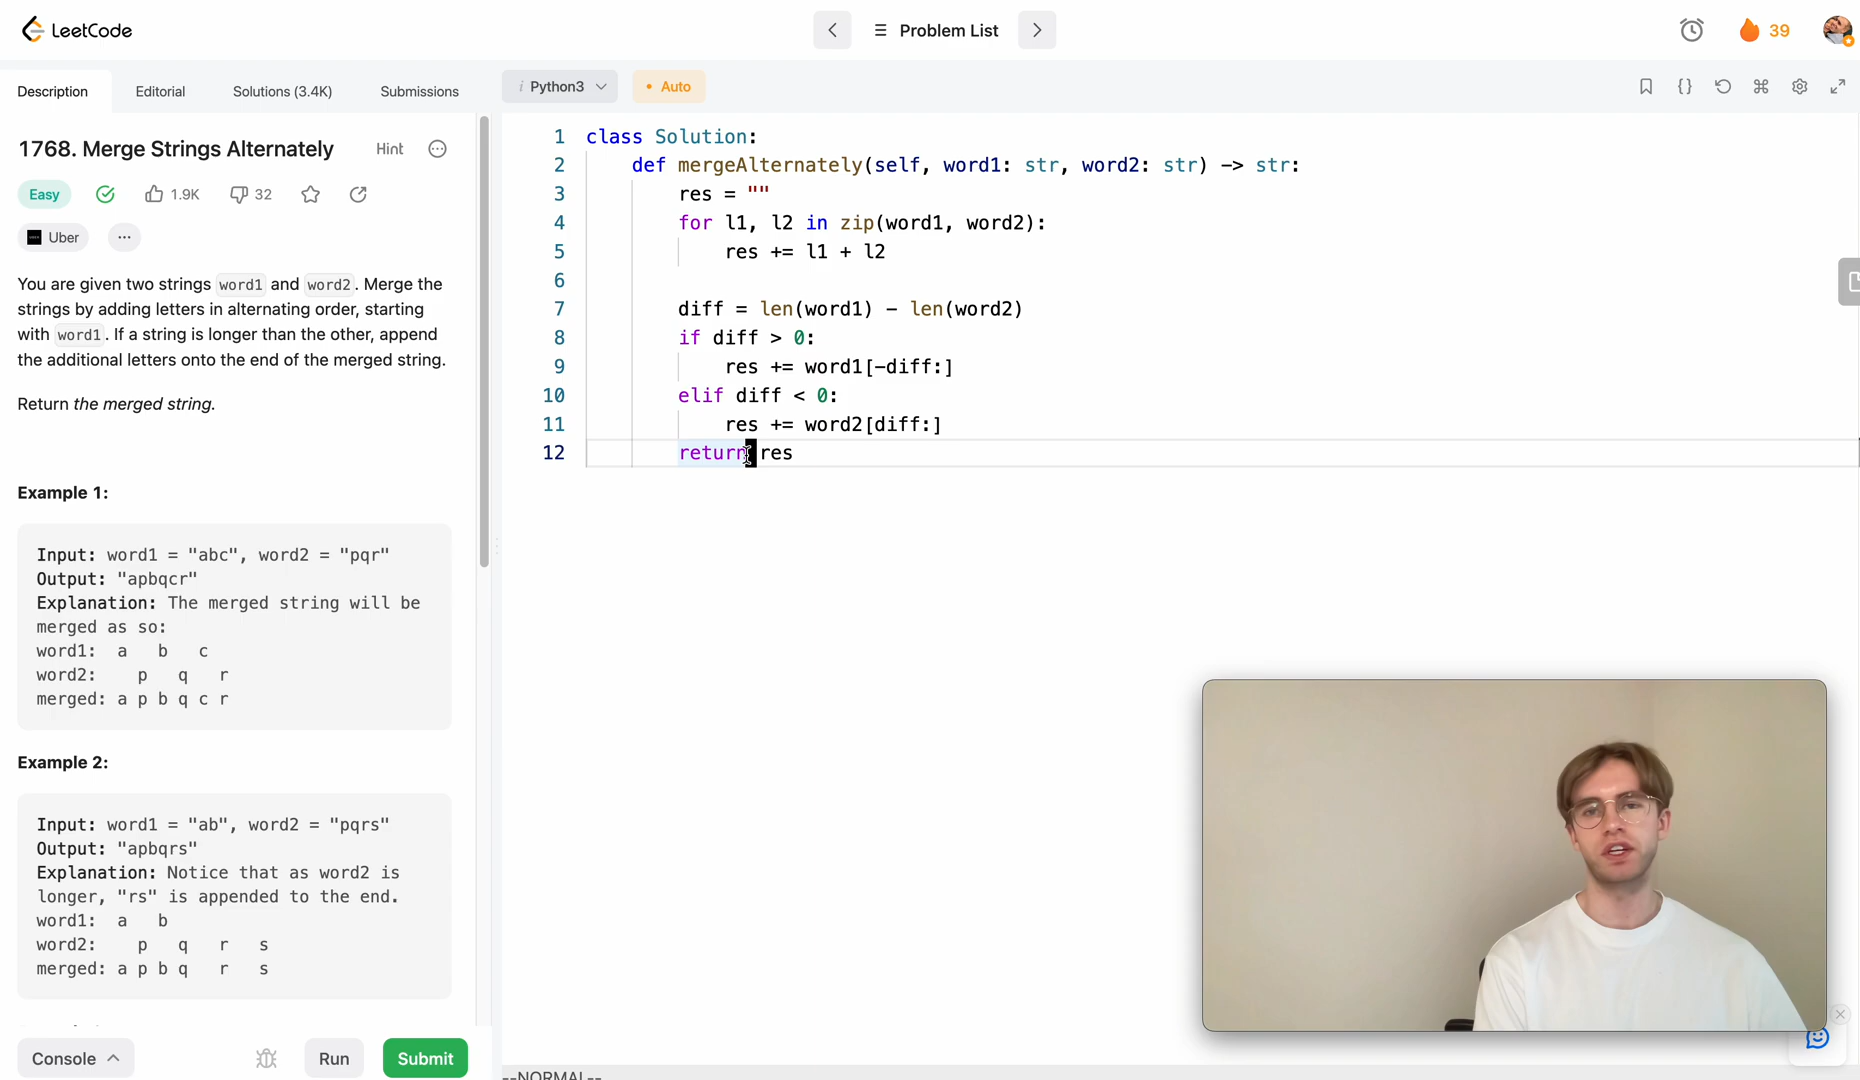 LeetCode
Problem List
39
Description
Editorial
Solutions (3.4K)
Submissions
i Python3
• Auto
1768. Merge Strings Alternately
Hint
Easy
1.9K
32
Uber
You are given two strings word1 and word2. Merge the
strings by adding letters in alternating order, starting
with word1. If a string is longer than the other, append
the additional letters onto the end of the merged string.
Return the merged string.
Example 1:
Input: word1 = "abc", word2 = "pqr"
Output: "apbqcr"
Explanation: The merged string will be
merged as so:
word1:  a   b   c
word2:    p   q   r
merged: a p b q c r
Example 2:
Input: word1 = "ab", word2 = "pqrs"
Output: "apbqrs"
Explanation: Notice that as word2 is
longer, "rs" is appended to the end.
word1:  a   b
word2:    p   q   r   s
merged: a p b q   r   s
Console
Run
Submit
1 class Solution:
2     def mergeAlternately(self, word1: str, word2: str) -> str:
3         res = ""
4         for l1, l2 in zip(word1, word2):
5             res += l1 + l2
6
7         diff = len(word1) - len(word2)
8         if diff > 0:
9             res += word1[-diff:]
10         elif diff < 0:
11             res += word2[diff:]
12         return res
--NORMAL--